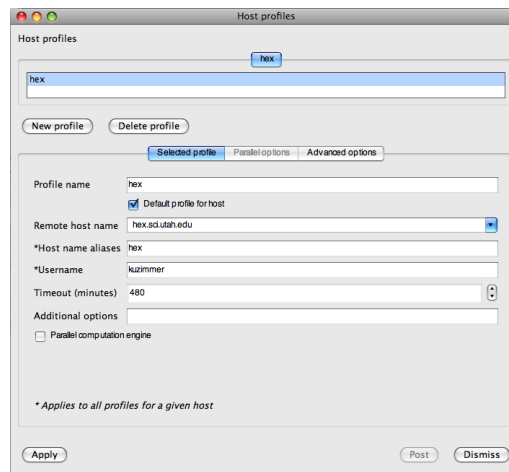 Host profiles
Host profiles
hex
hex
New profile Delete profile
Selected profile Parallel options Advanced options
Profile name hex
Default profile for host
Remote host name hex.sci.utah.edu
*Host name aliases hex
*Username kuzimmer
Timeout (minutes) 480
Additional options
Parallel computation engine
* Applies to all profiles for a given host
Apply Post Dismiss